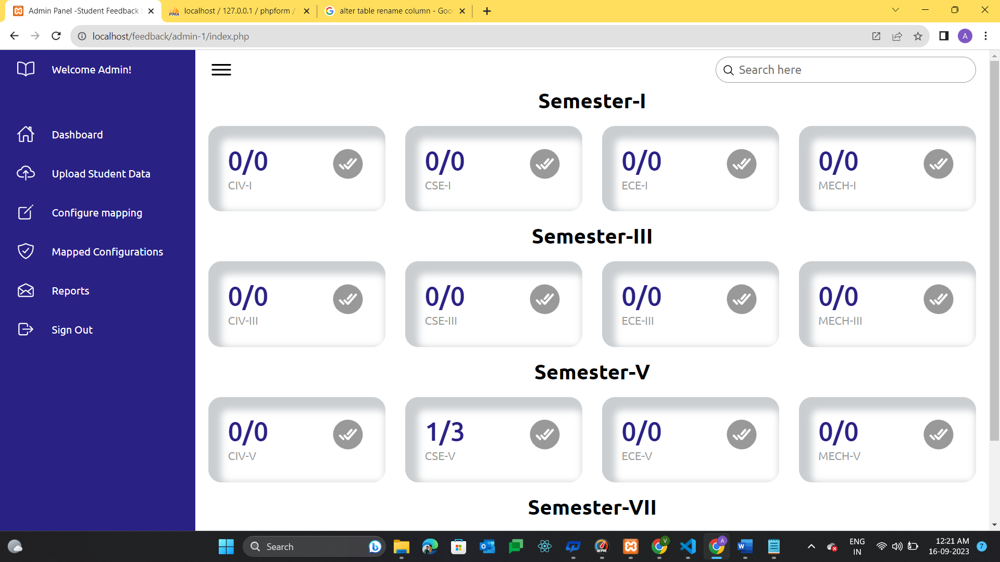 Admin Panel -Student Feedback
localhost / 127.0.0.1 / phpform /
alter table rename column - Goo
localhost/feedback/admin-1/index.php
A
Welcome Admin!
Search here
Dashboard
Upload Student Data
Configure mapping
Mapped Configurations
Reports
Sign Out
Semester-I
0/0 0/0 0/0 0/0
CIV-I CSE-I ECE-I MECH-I
Semester-III
0/0 0/0 0/0 0/0
CIV-III CSE-III ECE-III MECH-III
Semester-V
0/0 1/3 0/0 0/0
CIV-V CSE-V ECE-V MECH-V
Semester-VII
Search
WPM
V
A
ENG
IN
12:21 AM
16-09-2023
7